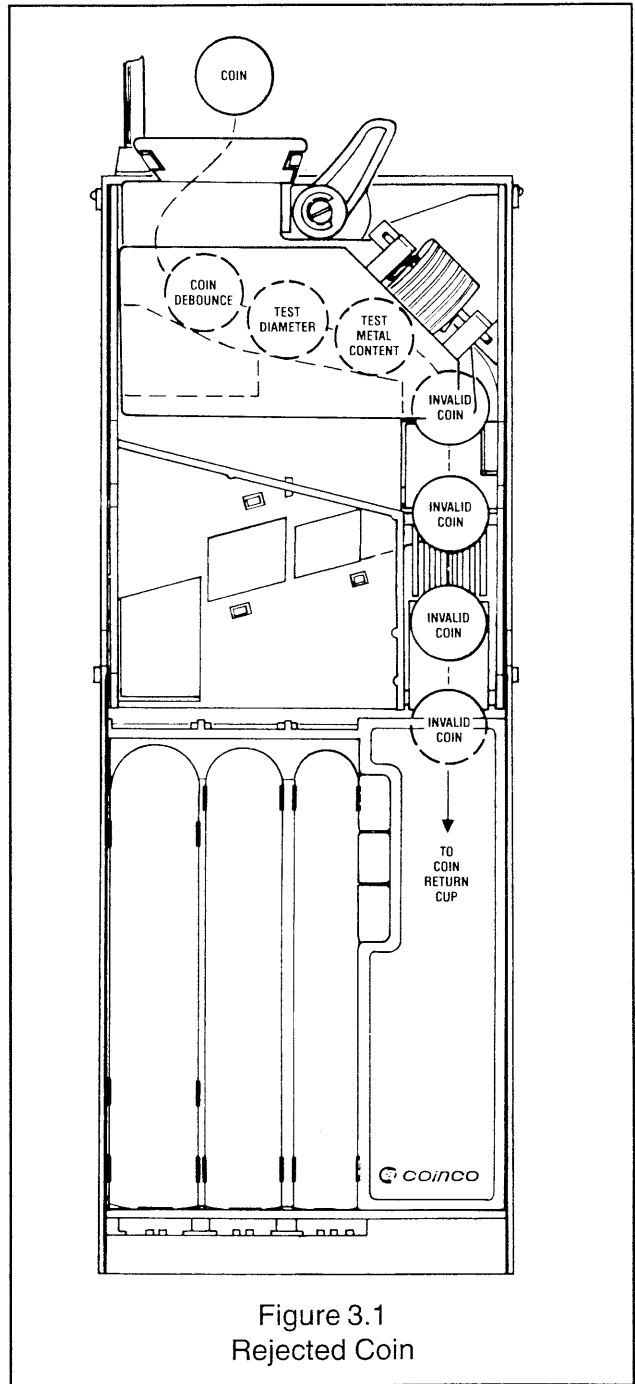 COIN
COIN
DEBOUNCE
TEST
DIAMETER
TEST
METAL
CONTENT
INVALID
COIN
INVALID
COIN
INVALID
COIN
INVALID
COIN
TO
COIN
RETURN
CUP
coinco
Figure 3.1
Rejected Coin